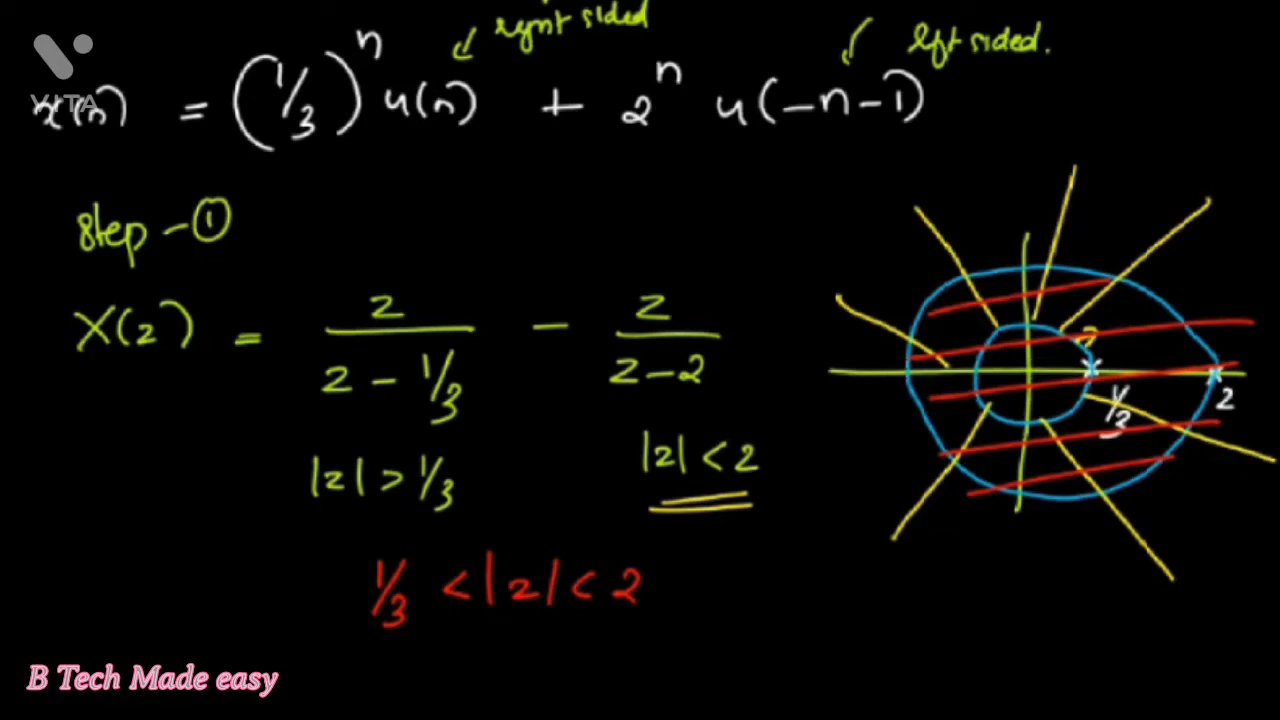 right sided
left sided.
VITA
x(n) = (1/3)^n u(n) + 2^n u(-n-1)
Step - ①
X(z) = z / (z - 1/3) - z / (z - 2)
|z| > 1/3 |z| < 2
1/3 2
1/3 < |z| < 2
B Tech Made easy